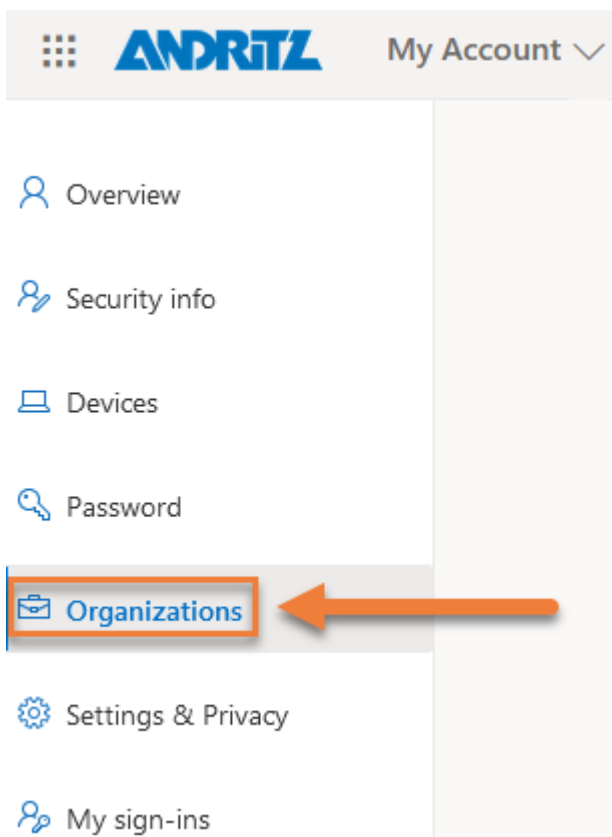 ANDRITZ My Account
Overview
Security info
Devices
Password
Organizations
Settings & Privacy
My sign-ins